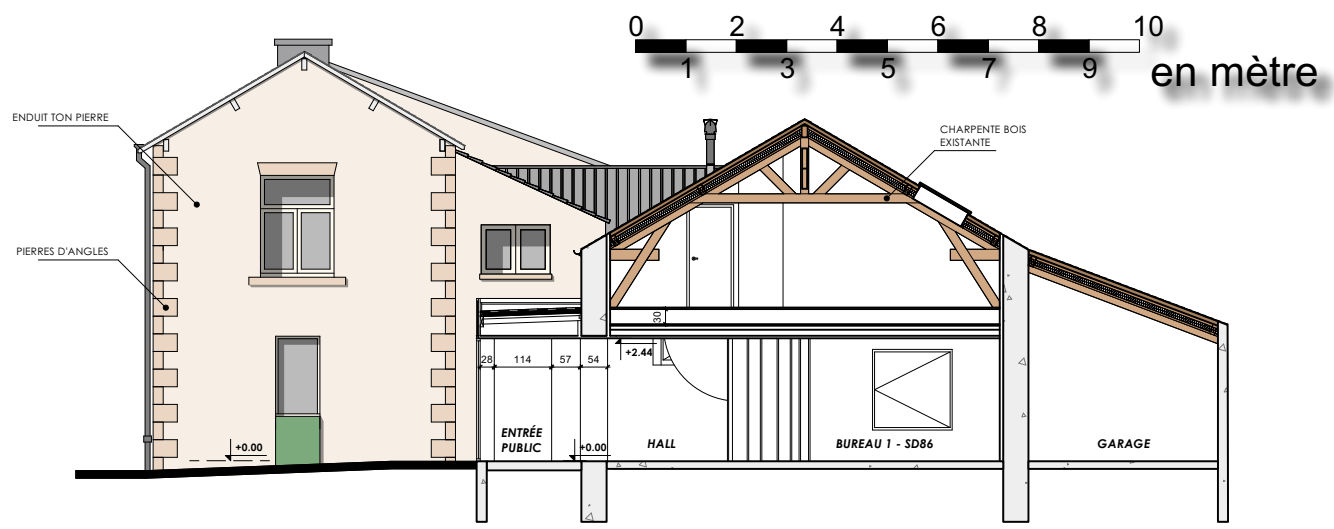 0 2 4 6 8 10
1 3 5 7 9
en mètre
ENDUIT TON PIERRE
CHARPENTE BOIS
EXISTANTE
PIERRES D'ANGLES
30
+2.44
28 114 57 54
ENTRÉE
PUBLIC
HALL
BUREAU 1 - SD86
GARAGE
+0.00
+0.00